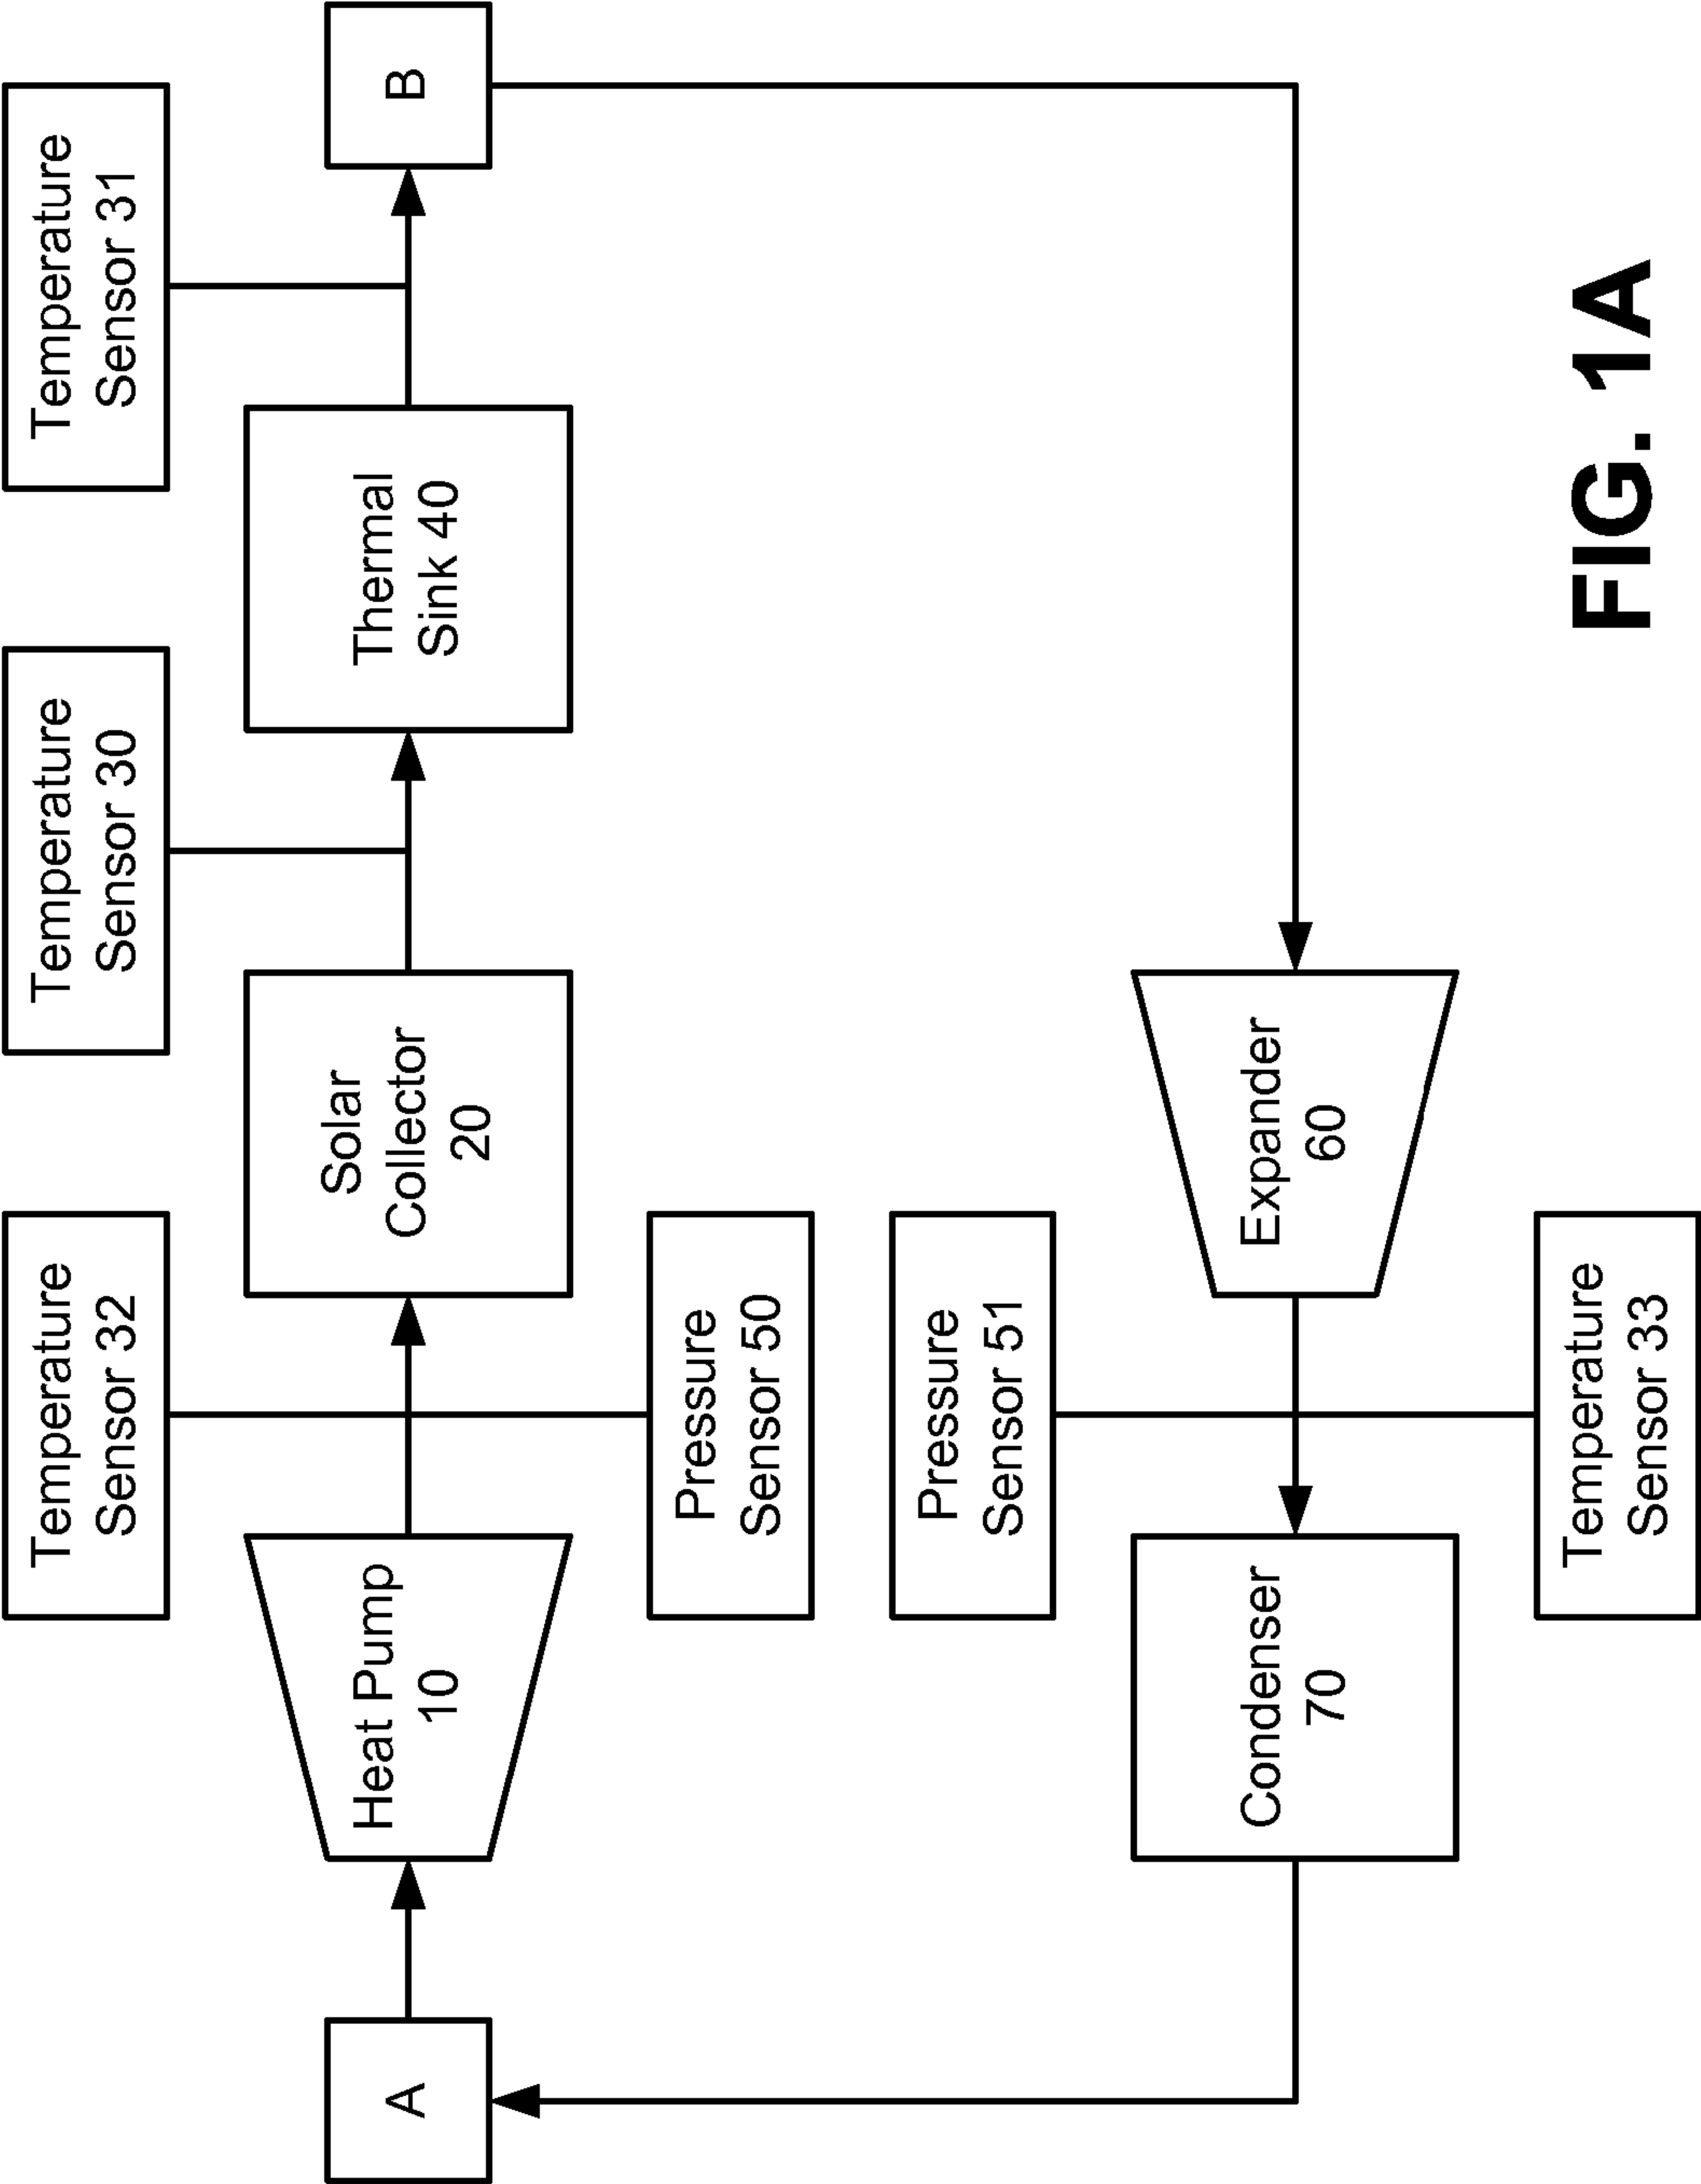 Temperature
Sensor 32
Temperature
Sensor 30
Temperature
Sensor 31
A
Heat Pump
10
Solar
Collector
20
Thermal
Sink 40
B
Pressure
Sensor 50
Pressure
Sensor 51
Condenser
70
Expander
60
Temperature
Sensor 33
FIG. 1A